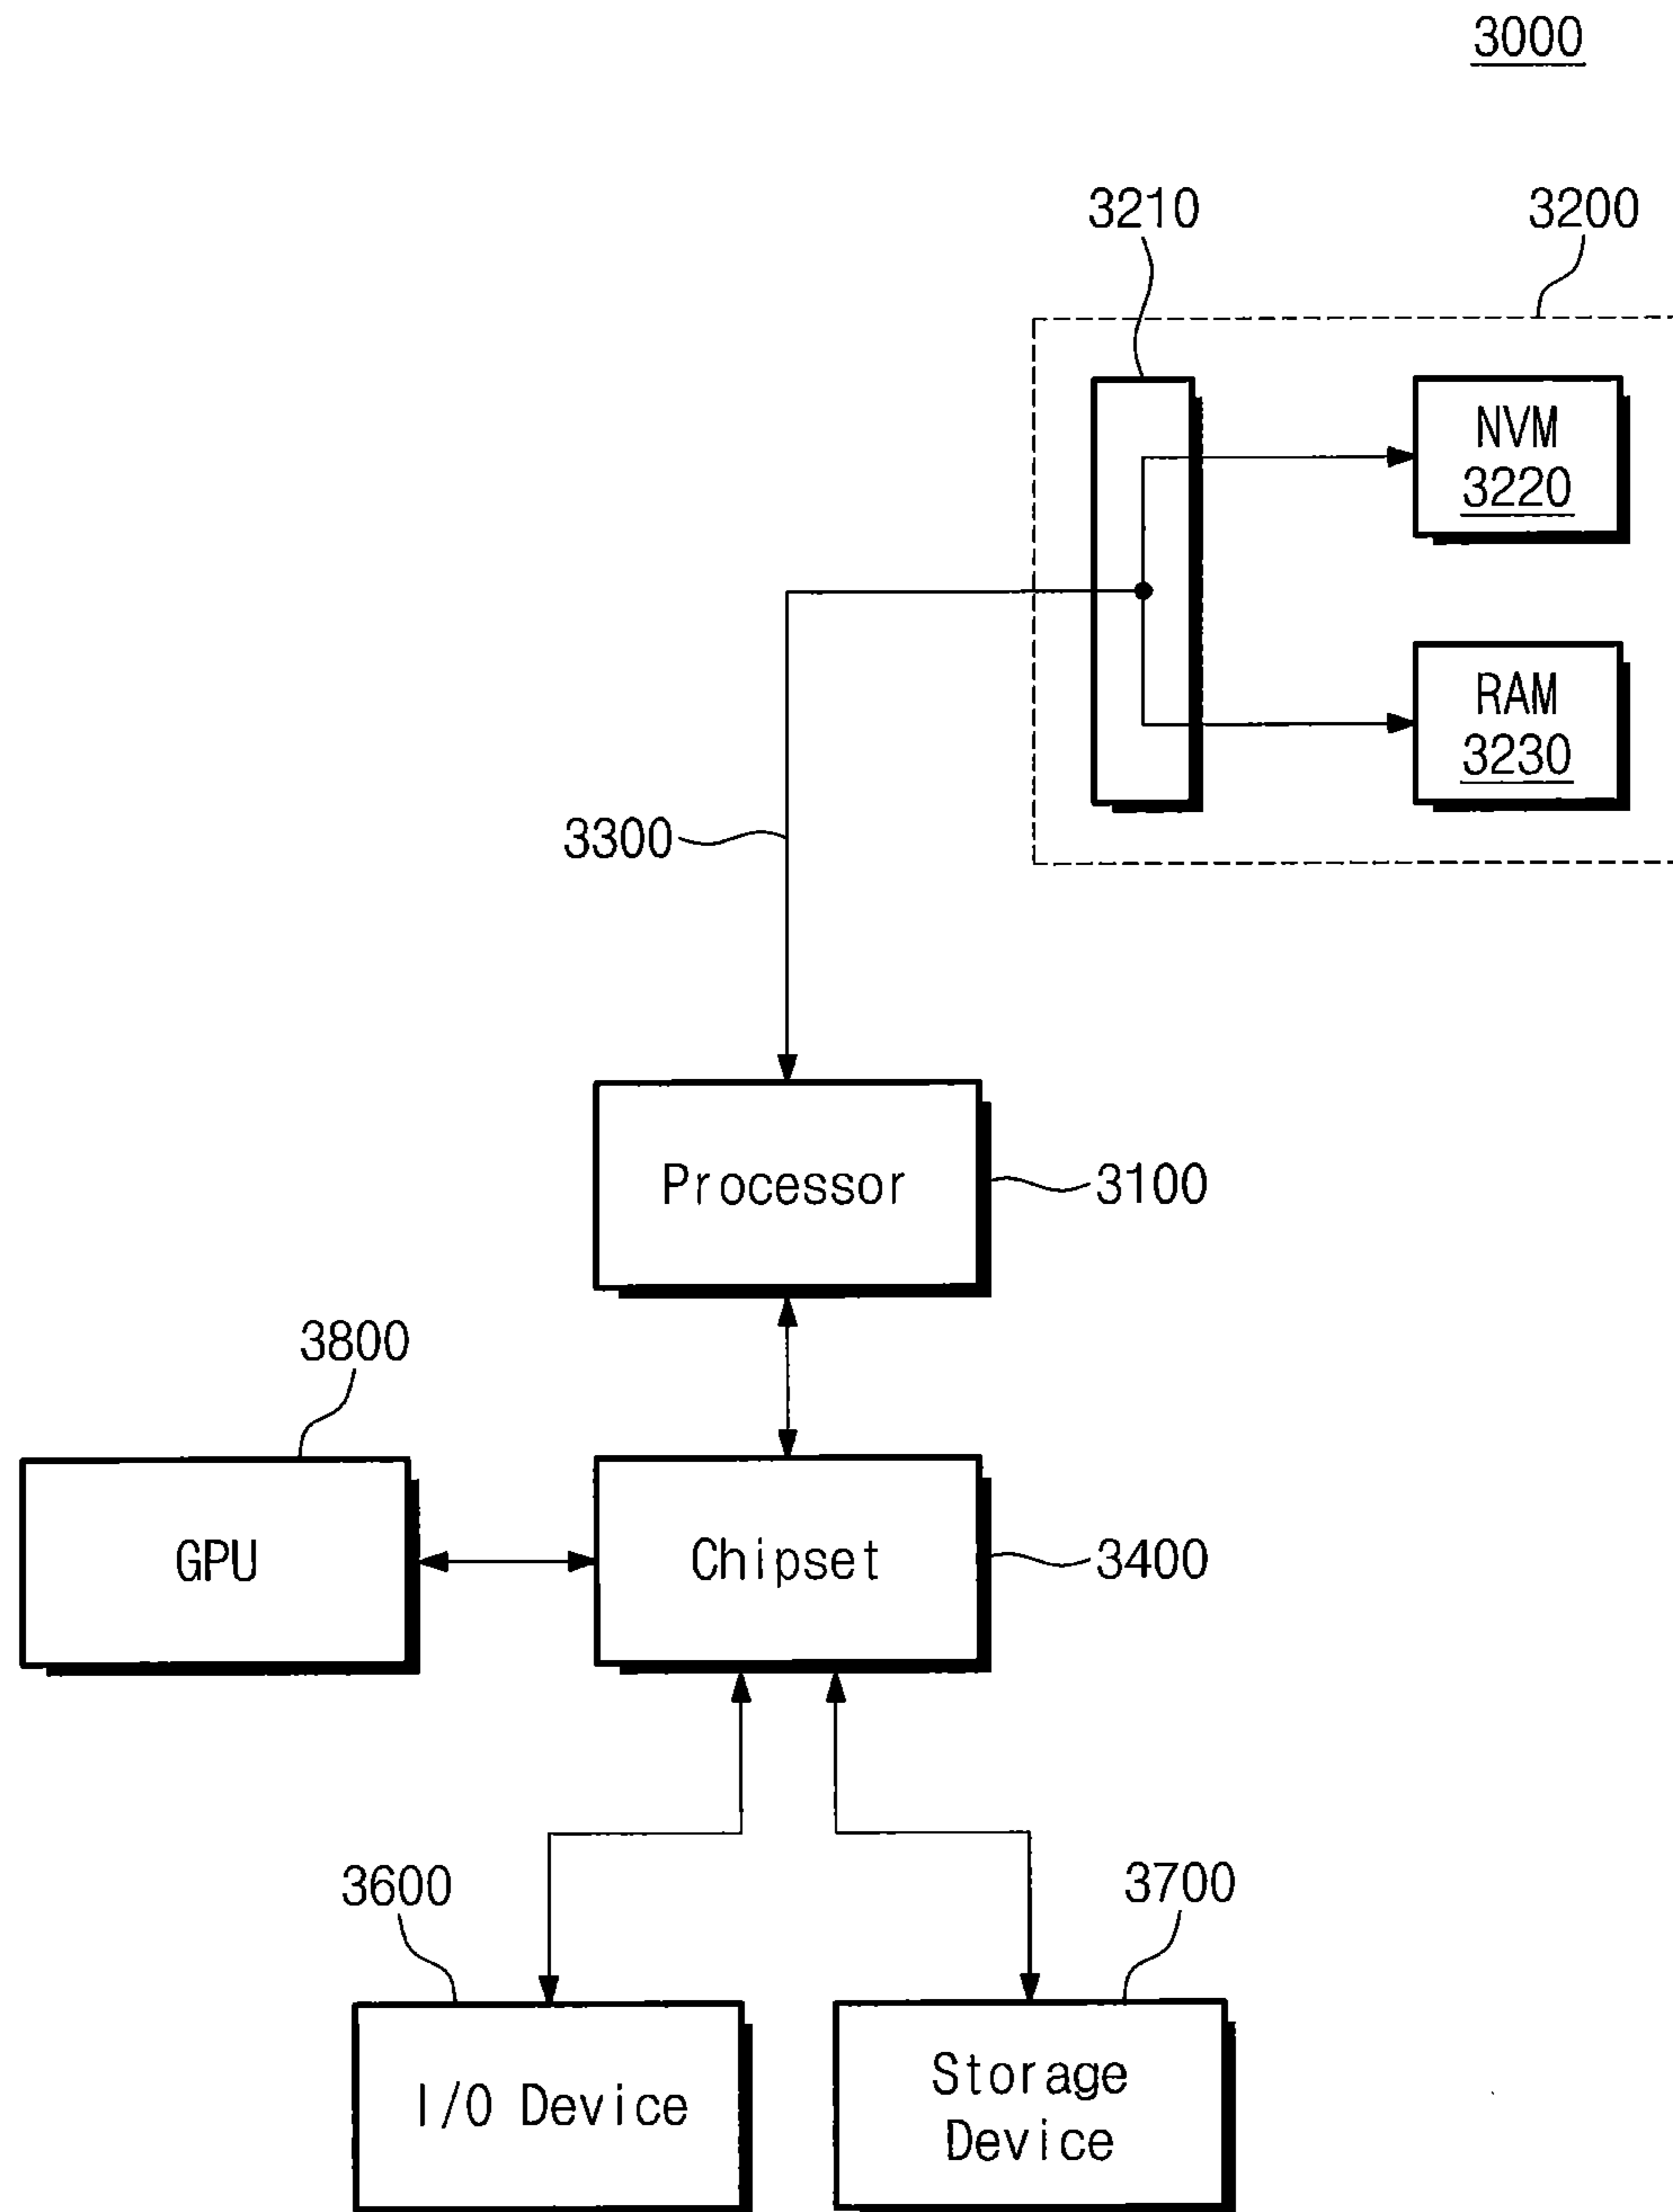 3000
3210
3200
NVM
3220
RAM
3230
3300
Processor
3100
3800
GPU
Chipset
3400
3600
3700
I/O Device
Storage
Device